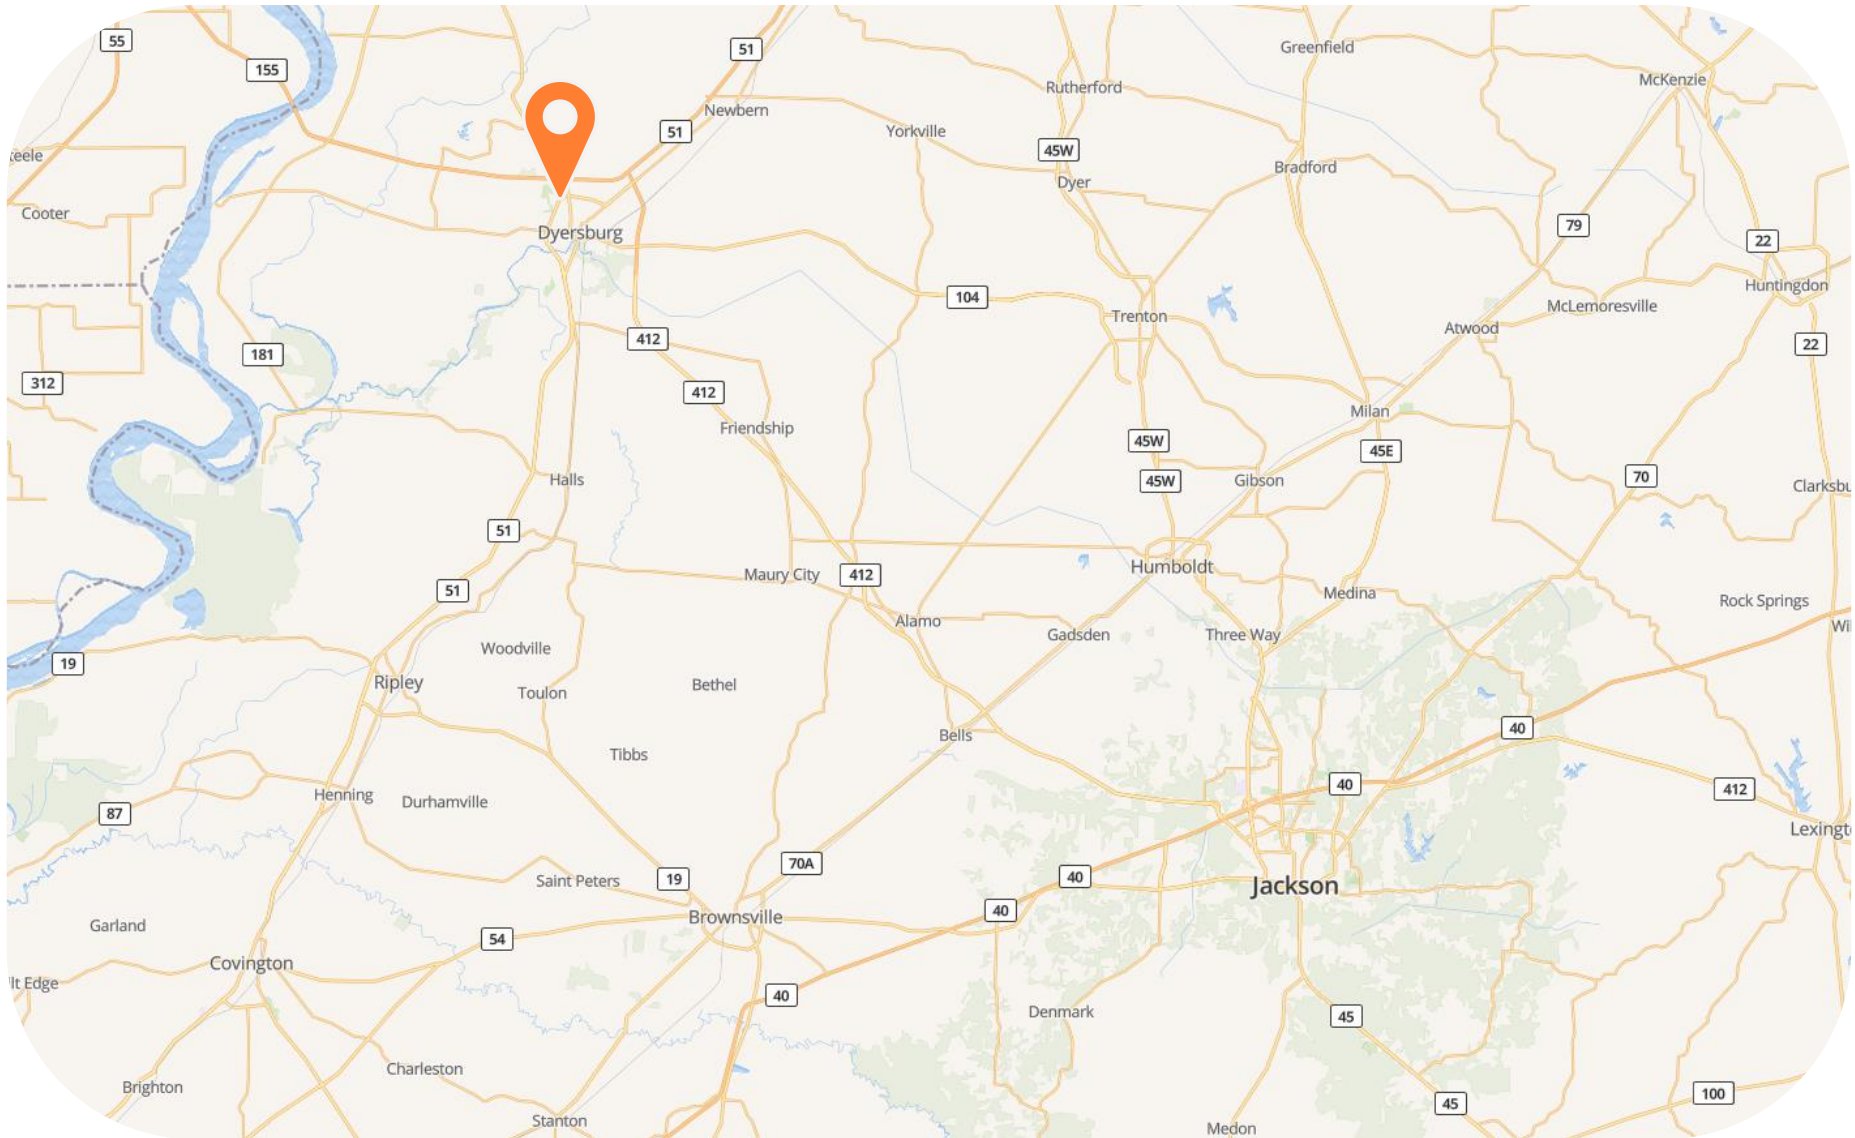 55
51
Greenfield
155
McKenzie
Rutherford
Newbern
51
Yorkville
45W
eele
Bradford
Dyer
Cooter
79
Dyersburg
22
Huntingdon
104
McLemoresville
Trenton
Atwood
412
22
181
312
412
Milan
Friendship
45W
45E
70
Halls
45W
Gibson
Clarksbu
51
Humboldt
Maury City
412
51
Medina
Rock Springs
Alamo
Wil
Gadsden
Three Way
Woodville
19
Ripley
Bethel
Toulon
40
Bells
Tibbs
40
412
Henning
Durhamville
87
Lexingt
70A
40
Saint Peters
19
Jackson
40
Brownsville
Garland
54
Covington
lt Edge
40
Denmark
45
Charleston
Brighton
100
45
Stanton
Medon